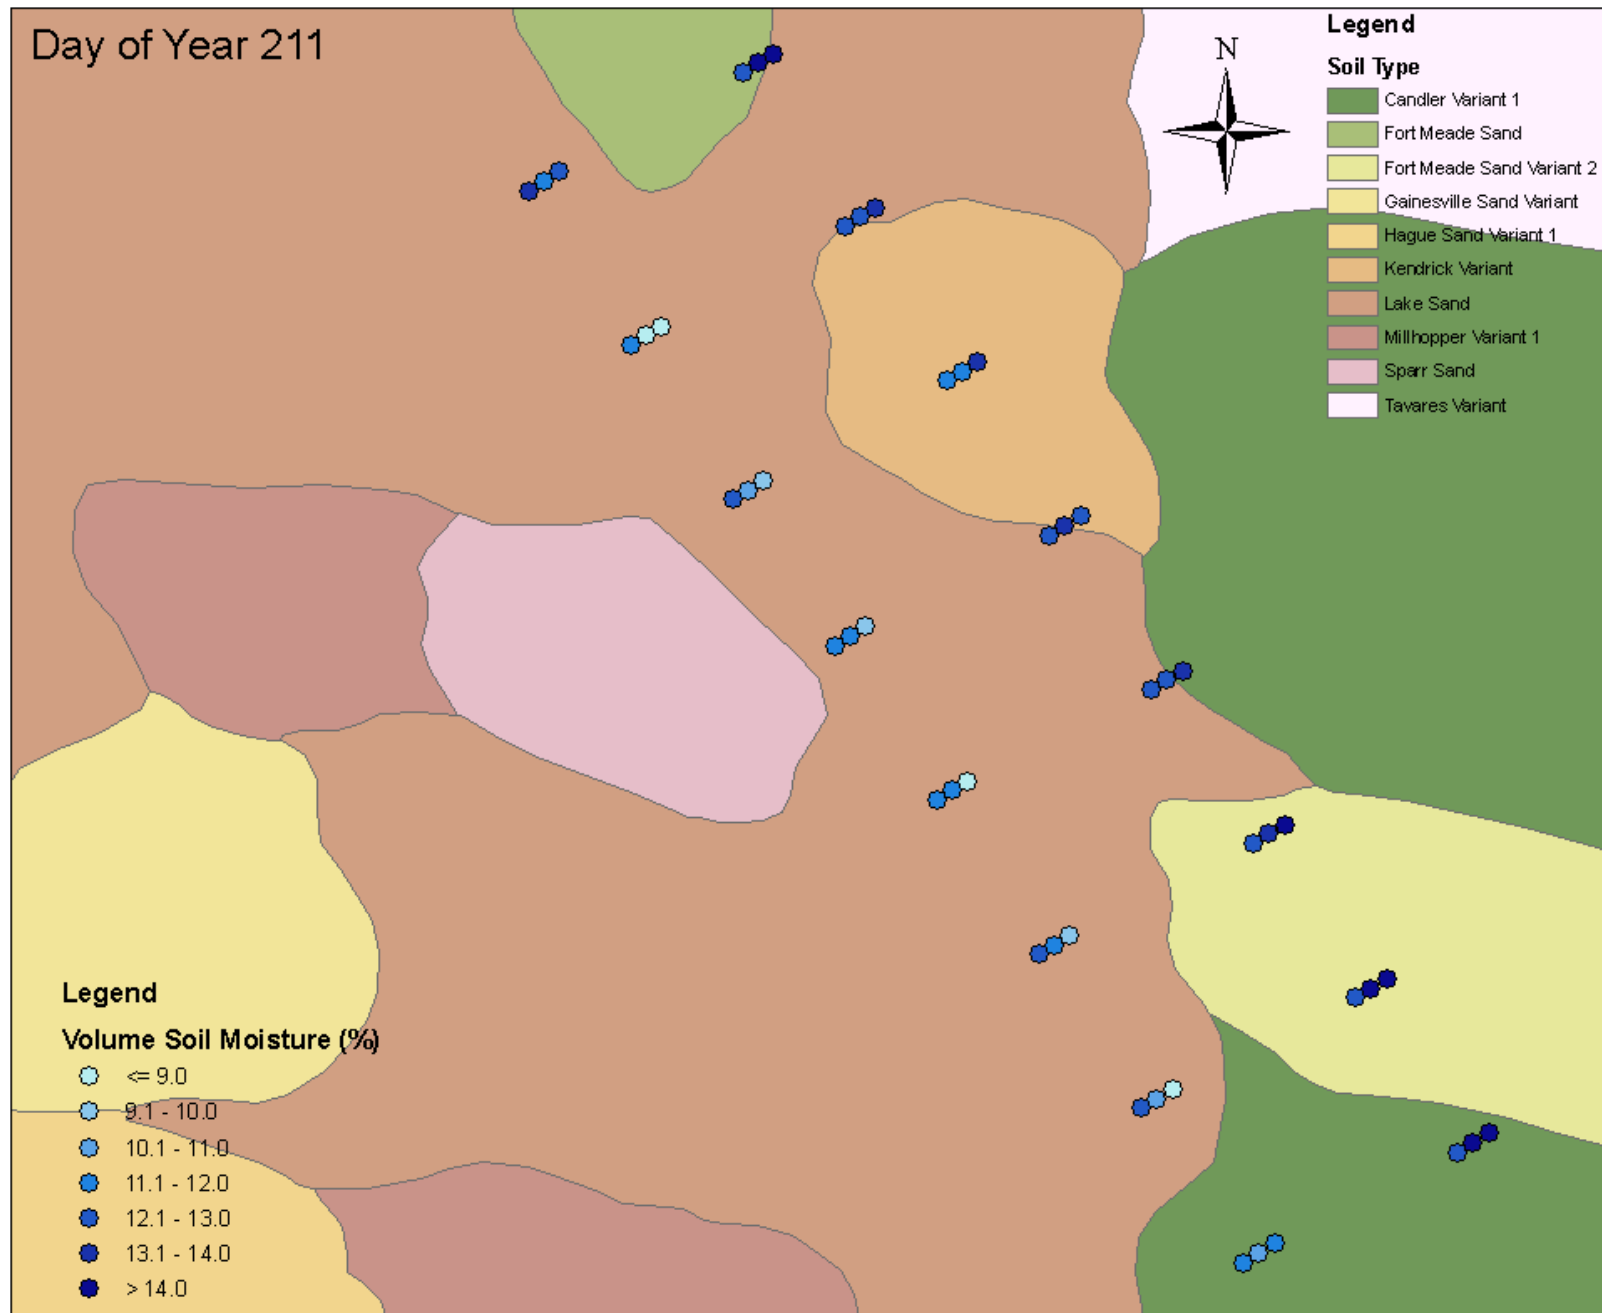 Day of Year 211
N
Legend
Soil Type
Candler Variant 1
Fort Meade Sand
Fort Meade Sand Variant 2
Gainesville Sand Variant
Hague Sand Variant 1
Kendrick Variant
Lake Sand
Millhopper Variant 1
Sparr Sand
Tavares Variant
Legend
Volume Soil Moisture (%)
<= 9.0
9.1 - 10.0
10.1 - 11.0
11.1 - 12.0
12.1 - 13.0
13.1 - 14.0
> 14.0